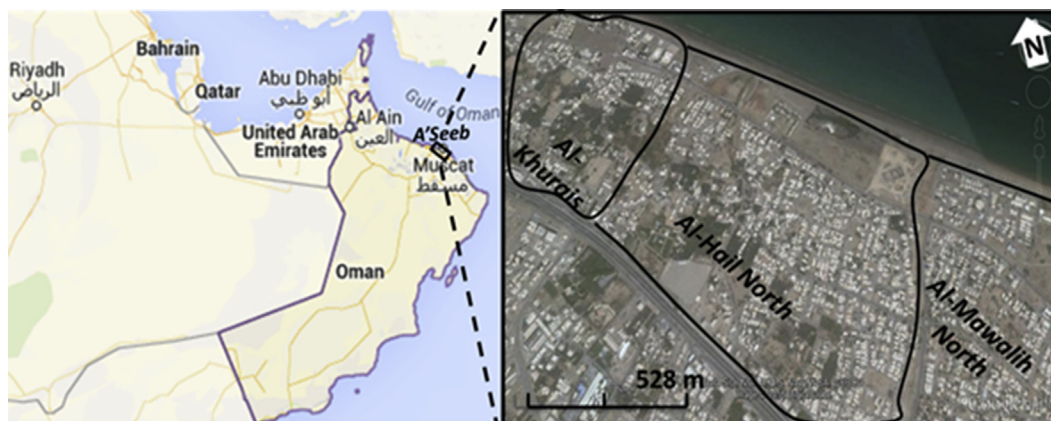 Bahrain
Riyadh
الرياض
Qatar
Abu Dhabi
أبو ظبي
Gulf of Oman
Al Ain
العين
United Arab
Emirates
A'Seeb
Muscat
مسقط
Oman
N
Al-
Khurais
Al-Hail North
Al-Mawalih
North
528 m